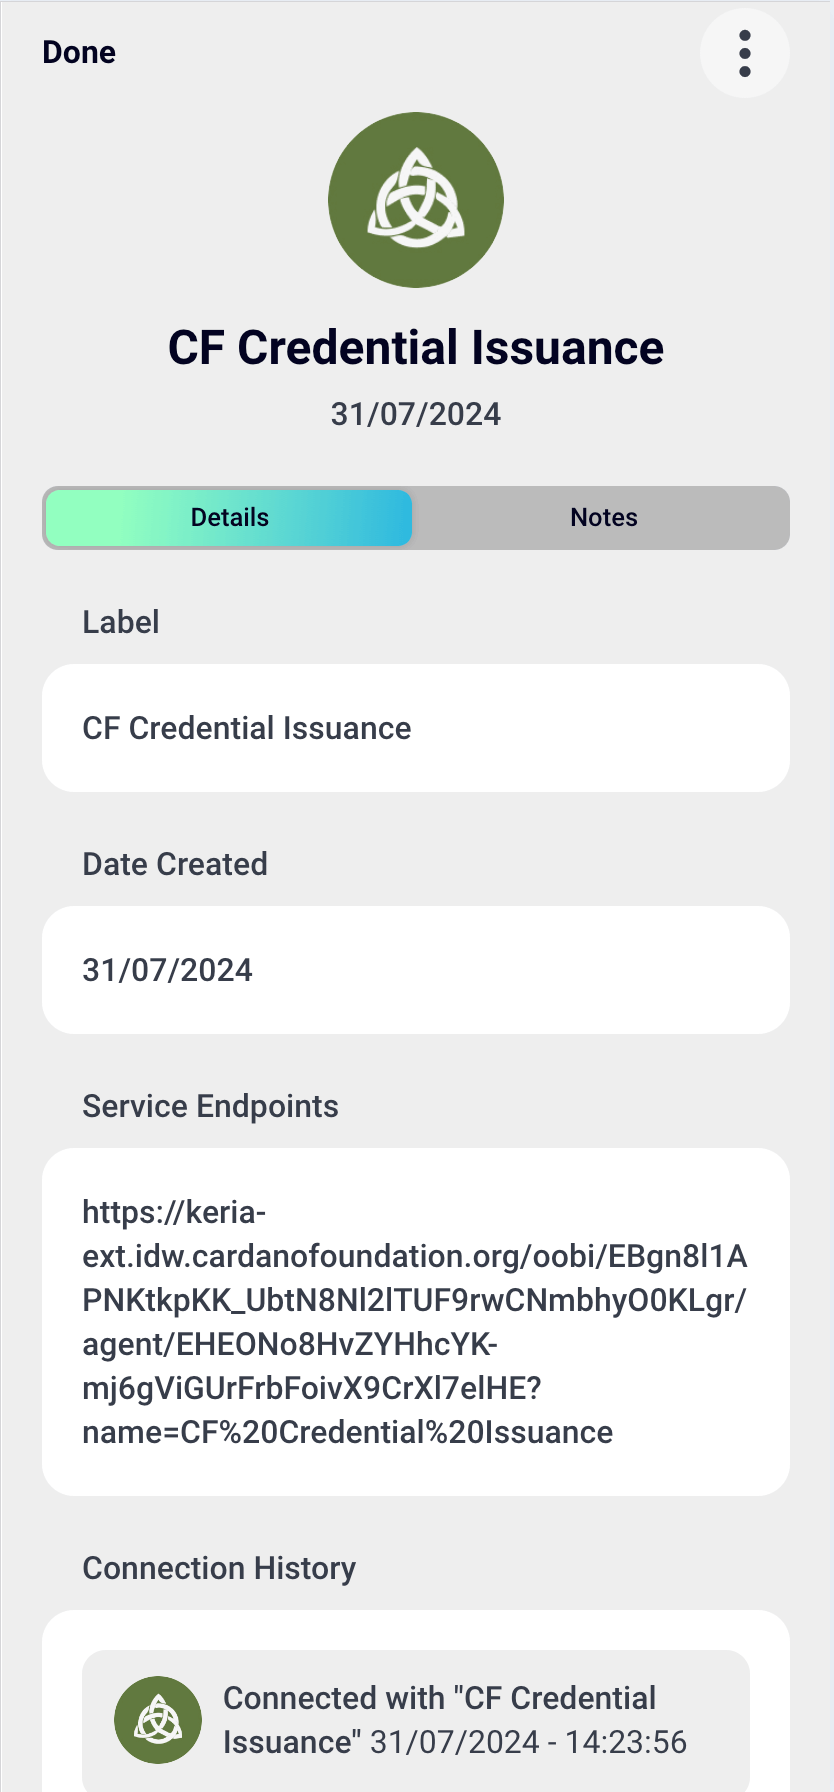 Done
CF Credential Issuance
31/07/2024
Details
Notes
Label
CF Credential Issuance
Date Created
31/07/2024
Service Endpoints
https://keria-
ext.idw.cardanofoundation.org/oobi/EBgn8l1A
PNKtkpKK_UbtN8Nl2lTUF9rwCNmbhyO0KLgr/
agent/EHEONo8HvZYHhcYK-
mj6gViGUrFrbFoivX9CrXl7elHE?
name=CF%20Credential%20Issuance
Connection History
Connected with "CF Credential
Issuance" 31/07/2024 - 14:23:56